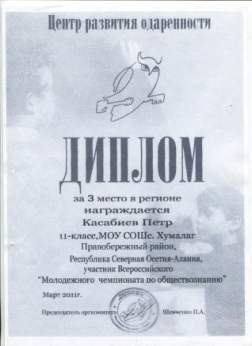 Центр развития одаренности
ДИПЛОМ
за 3 место в регионе
награждается
Касабиев Петр
11-класс,МОУ СОШс. Хумалаг
Правобережный район,
Республика Северная Осетия-Алания,
участник Всероссийского
"Молодежного чемпионата по обществознанию"
Март 2011г.
Председатель оргкомитета Шевченко П.А.